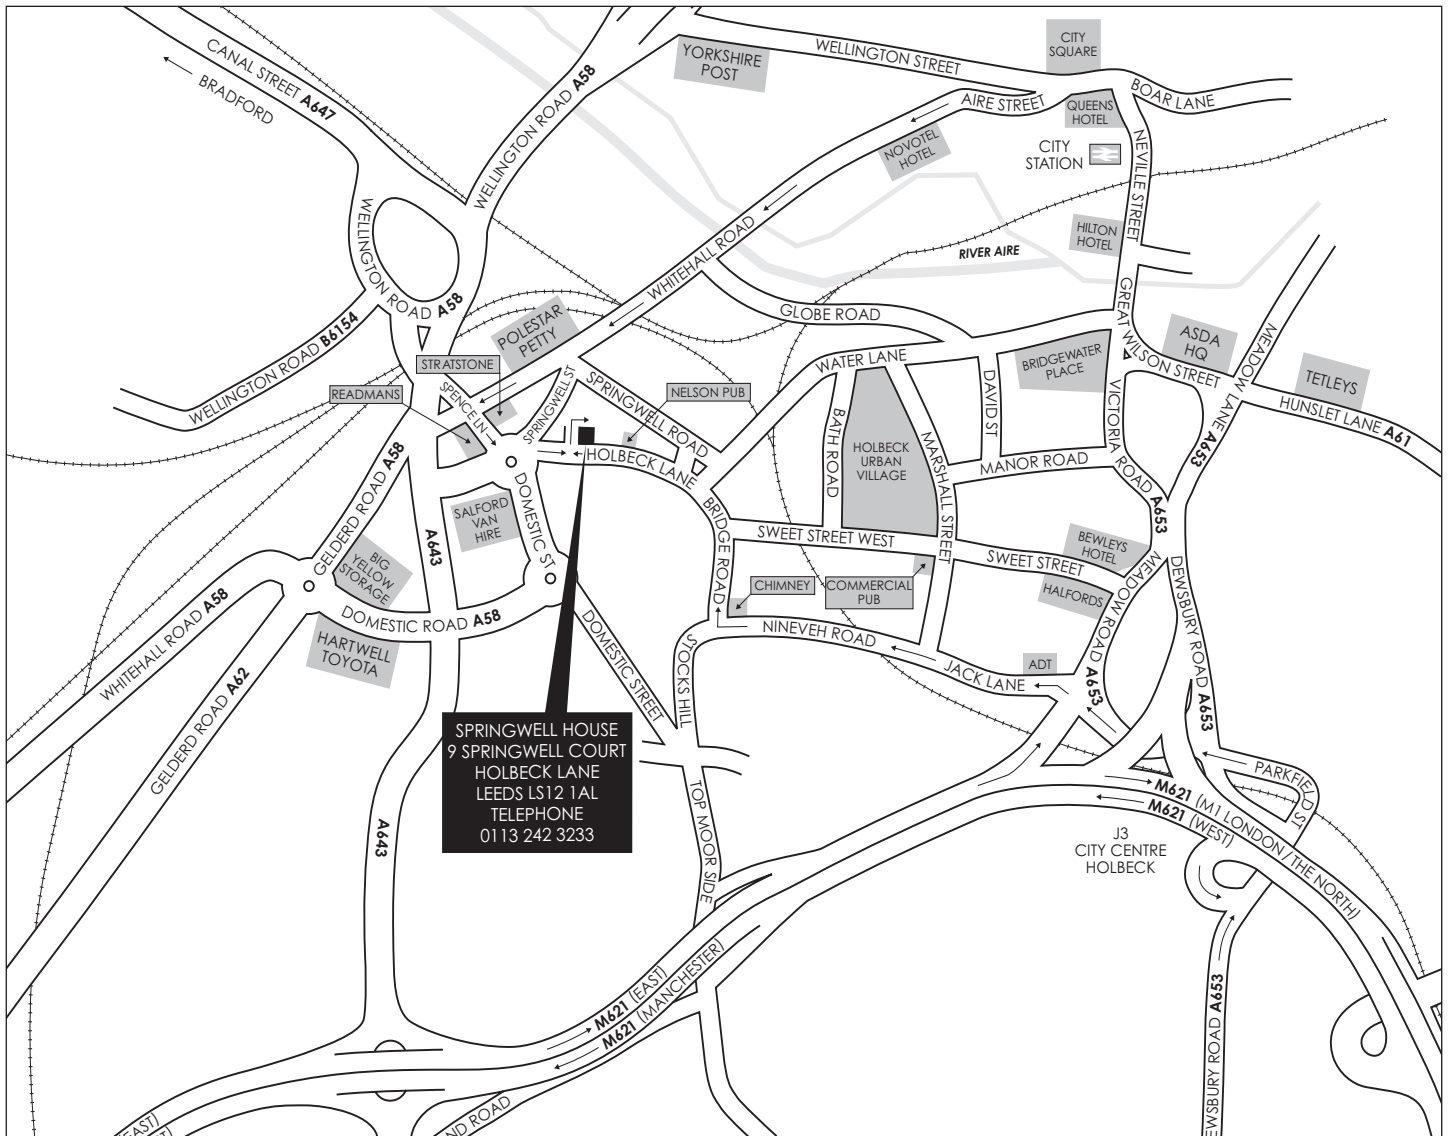 CANAL STREET A647
BRADFORD
WELLINGTON ROAD A58
YORKSHIRE
POST
WELLINGTON STREET
CITY
SQUARE
BOAR LANE
AIRE STREET
QUEENS
HOTEL
NOVOTEL
HOTEL
CITY
STATION
NEVILLE STREET
HILTON
HOTEL
RIVER AIRE
WHITEHALL ROAD
WELLINGTON ROAD A58
WELLINGTON ROAD B6154
GLOBE ROAD
GREAT WILSON STREET
ASDA
HQ
MEADOW LANE A653
TETLEYS
HUNSLET LANE A61
POLESTAR
PETTY
STRATSTONE
READMANS
SPENCE LN
SPRINGWELL ST
SPRINGWELL ROAD
NELSON PUB
WATER LANE
BRIDGEWATER
PLACE
DAVID ST
VICTORIA ROAD A653
BATH ROAD
HOLBECK
URBAN
VILLAGE
MARSHALL STREET
MANOR ROAD
HOLBECK LANE
GELDERD ROAD A58
SALFORD
VAN
HIRE
DOMESTIC ST
BRIDGE ROAD
SWEET STREET WEST
SWEET STREET
BEWLEYS
HOTEL
HALFORDS
MEADOW ROAD A653
DEWSBURY ROAD A653
A643
BIG
YELLOW
STORAGE
CHIMNEY
COMMERCIAL
PUB
DOMESTIC ROAD A58
WHITEHALL ROAD A58
HARTWELL
TOYOTA
GELDERD ROAD A62
DOMESTIC STREET
STOCKS HILL
NINEVEH ROAD
JACK LANE
ADT
SPRINGWELL HOUSE
9 SPRINGWELL COURT
HOLBECK LANE
LEEDS LS12 1AL
TELEPHONE
0113 242 3233
TOP MOOR SIDE
PARKFIELD ST
M621 (M1 LONDON/THE NORTH)
M621 (WEST)
J3
CITY CENTRE
HOLBECK
A643
M621 (EAST)
M621 (MANCHESTER)
EWSBURY ROAD A653
EAST)
ND ROAD